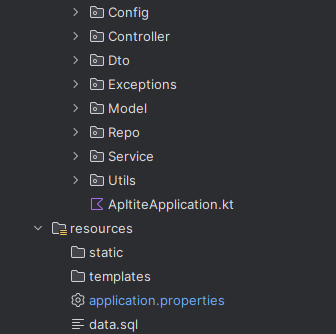 Config
Controller
Dto
Exceptions
Model
Repo
Service
Utils
ApltiteApplication.kt
resources
static
templates
application.properties
data.sql